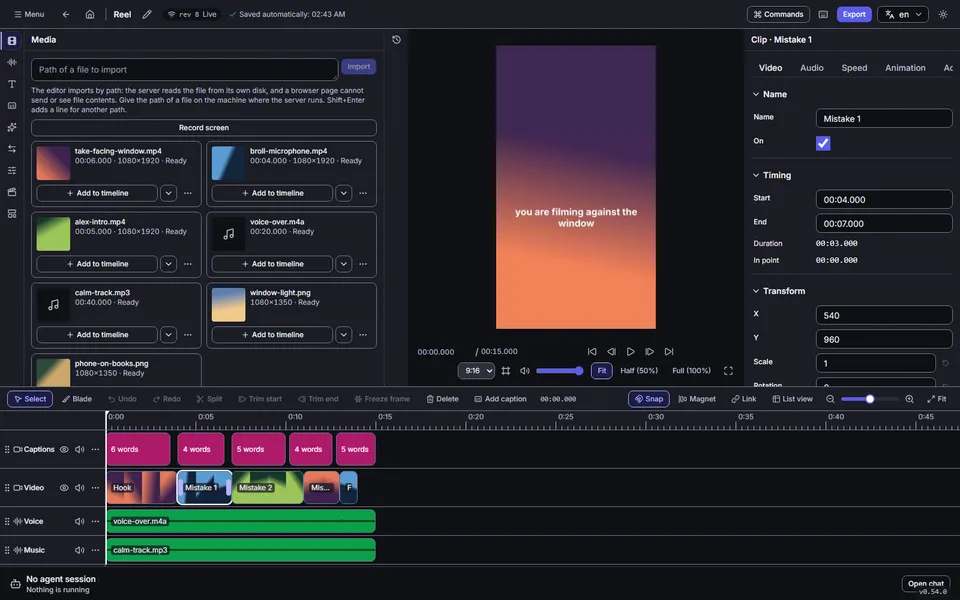 Menu
Reel
rev 8 Live
Saved automatically: 02:43 AM
Commands
Export
en
Media
Path of a file to import
Import
The editor imports by path: the server reads the file from its own disk, and a browser page cannot
send or see file contents. Give the path of a file on the machine where the server runs. Shift+Enter
adds a line for another path.
Record screen
take-facing-window.mp4
00:06.000 · 1080×1920 · Ready
+ Add to timeline
broll-microphone.mp4
00:04.000 · 1080×1920 · Ready
+ Add to timeline
alex-intro.mp4
00:05.000 · 1080×1920 · Ready
+ Add to timeline
voice-over.m4a
00:20.000 · Ready
+ Add to timeline
calm-track.mp3
00:40.000 · Ready
+ Add to timeline
window-light.png
1080×1350 · Ready
+ Add to timeline
phone-on-books.png
1080×1350 · Ready
you are filming against the
window
00:00.000 / 00:15.000
9:16
Fit
Half (50%)
Full (100%)
Clip · Mistake 1
Video
Audio
Speed
Animation
Ac
Name
Name
Mistake 1
On
Timing
Start
00:04.000
End
00:07.000
Duration
00:03.000
In point
00:00.000
Transform
X
540
Y
960
Scale
1
Rotation
Select
Blade
Undo
Redo
Split
Trim start
Trim end
Freeze frame
Delete
Add caption
00:00.000
Snap
Magnet
Link
List view
Fit
0:00
0:05
0:10
0:15
0:20
0:25
0:30
0:35
0:40
0:45
Captions
6 words
4 words
5 words
4 words
5 words
Video
Hook
Mistake 1
Mistake 2
Mis...
F
Voice
voice-over.m4a
Music
calm-track.mp3
No agent session
Nothing is running
Open chat
v0.54.0